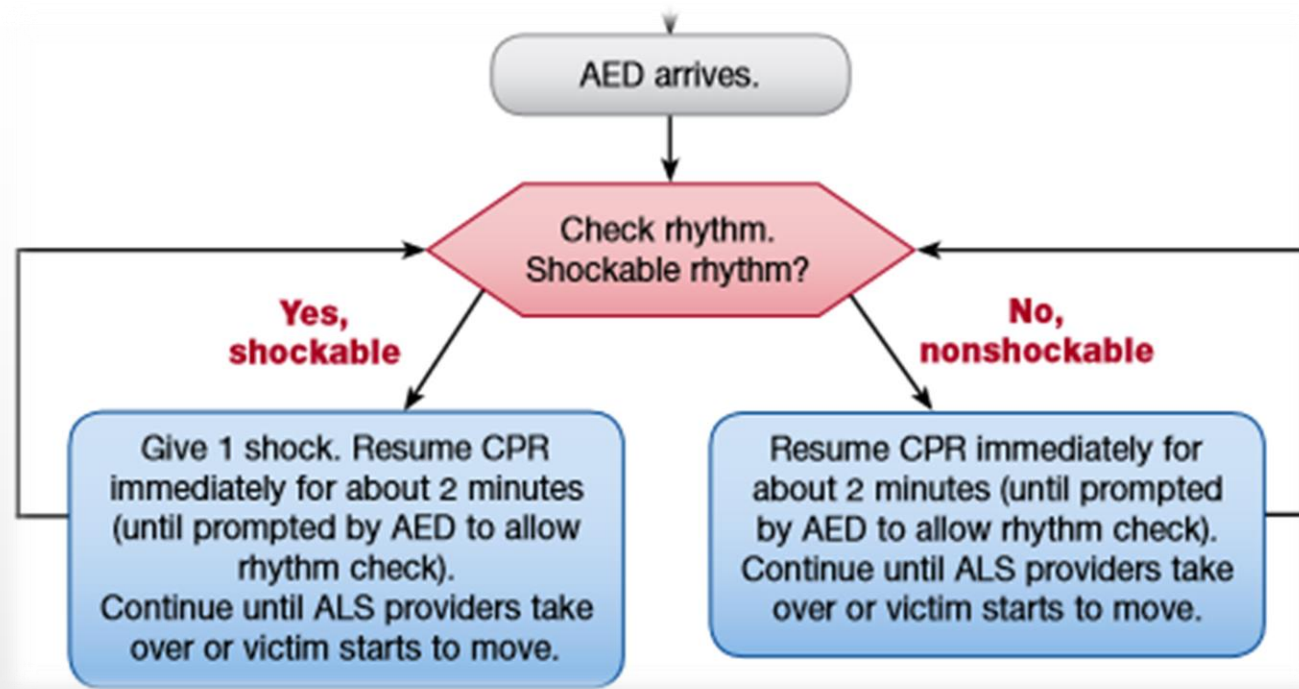 AED arrives.
Check rhythm.
Shockable rhythm?
Yes,
shockable
No,
nonshockable
Give 1 shock. Resume CPR
immediately for about 2 minutes
(until prompted by AED to allow
rhythm check).
Continue until ALS providers take
over or victim starts to move.
Resume CPR immediately for
about 2 minutes (until prompted
by AED to allow rhythm check).
Continue until ALS providers take
over or victim starts to move.